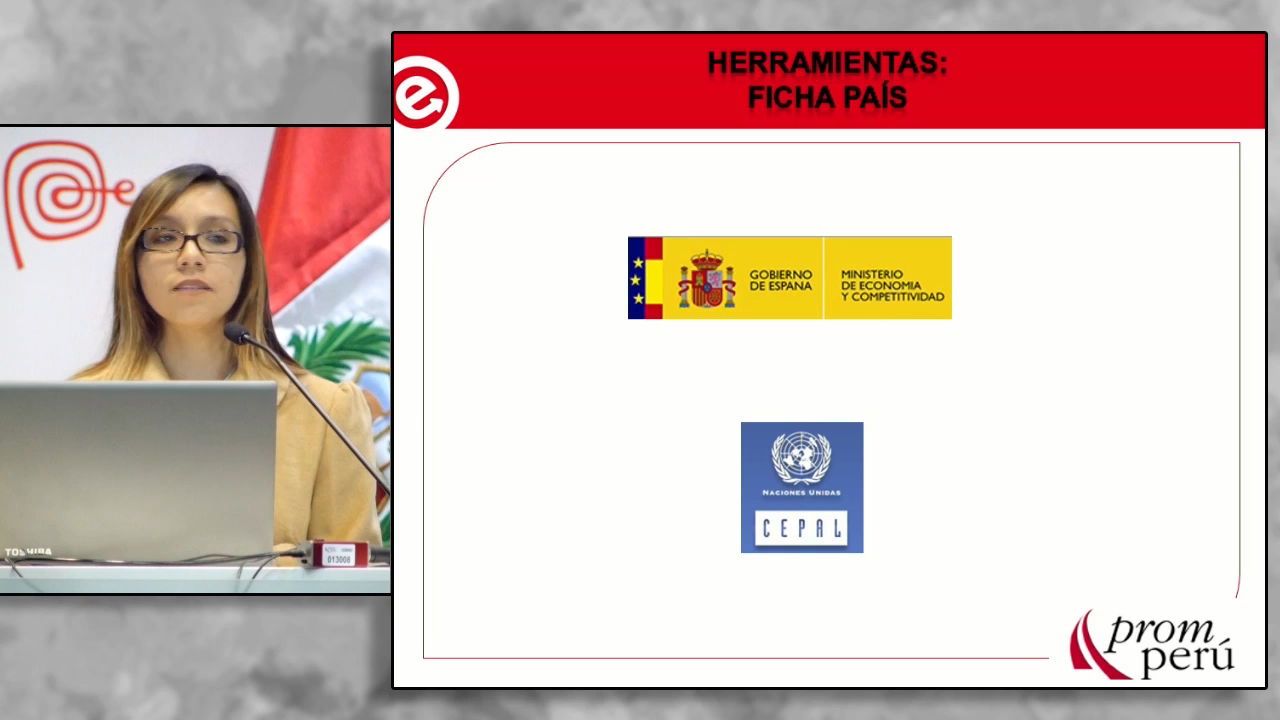 HERRAMIENTAS:
FICHA PAÍS
GOBIERNO
DE ESPAÑA
MINISTERIO
DE ECONOMIA
Y COMPETITIVIDAD
NACIONES UNIDAS
CEPAL
TOSHIBA
013008
prom
perú